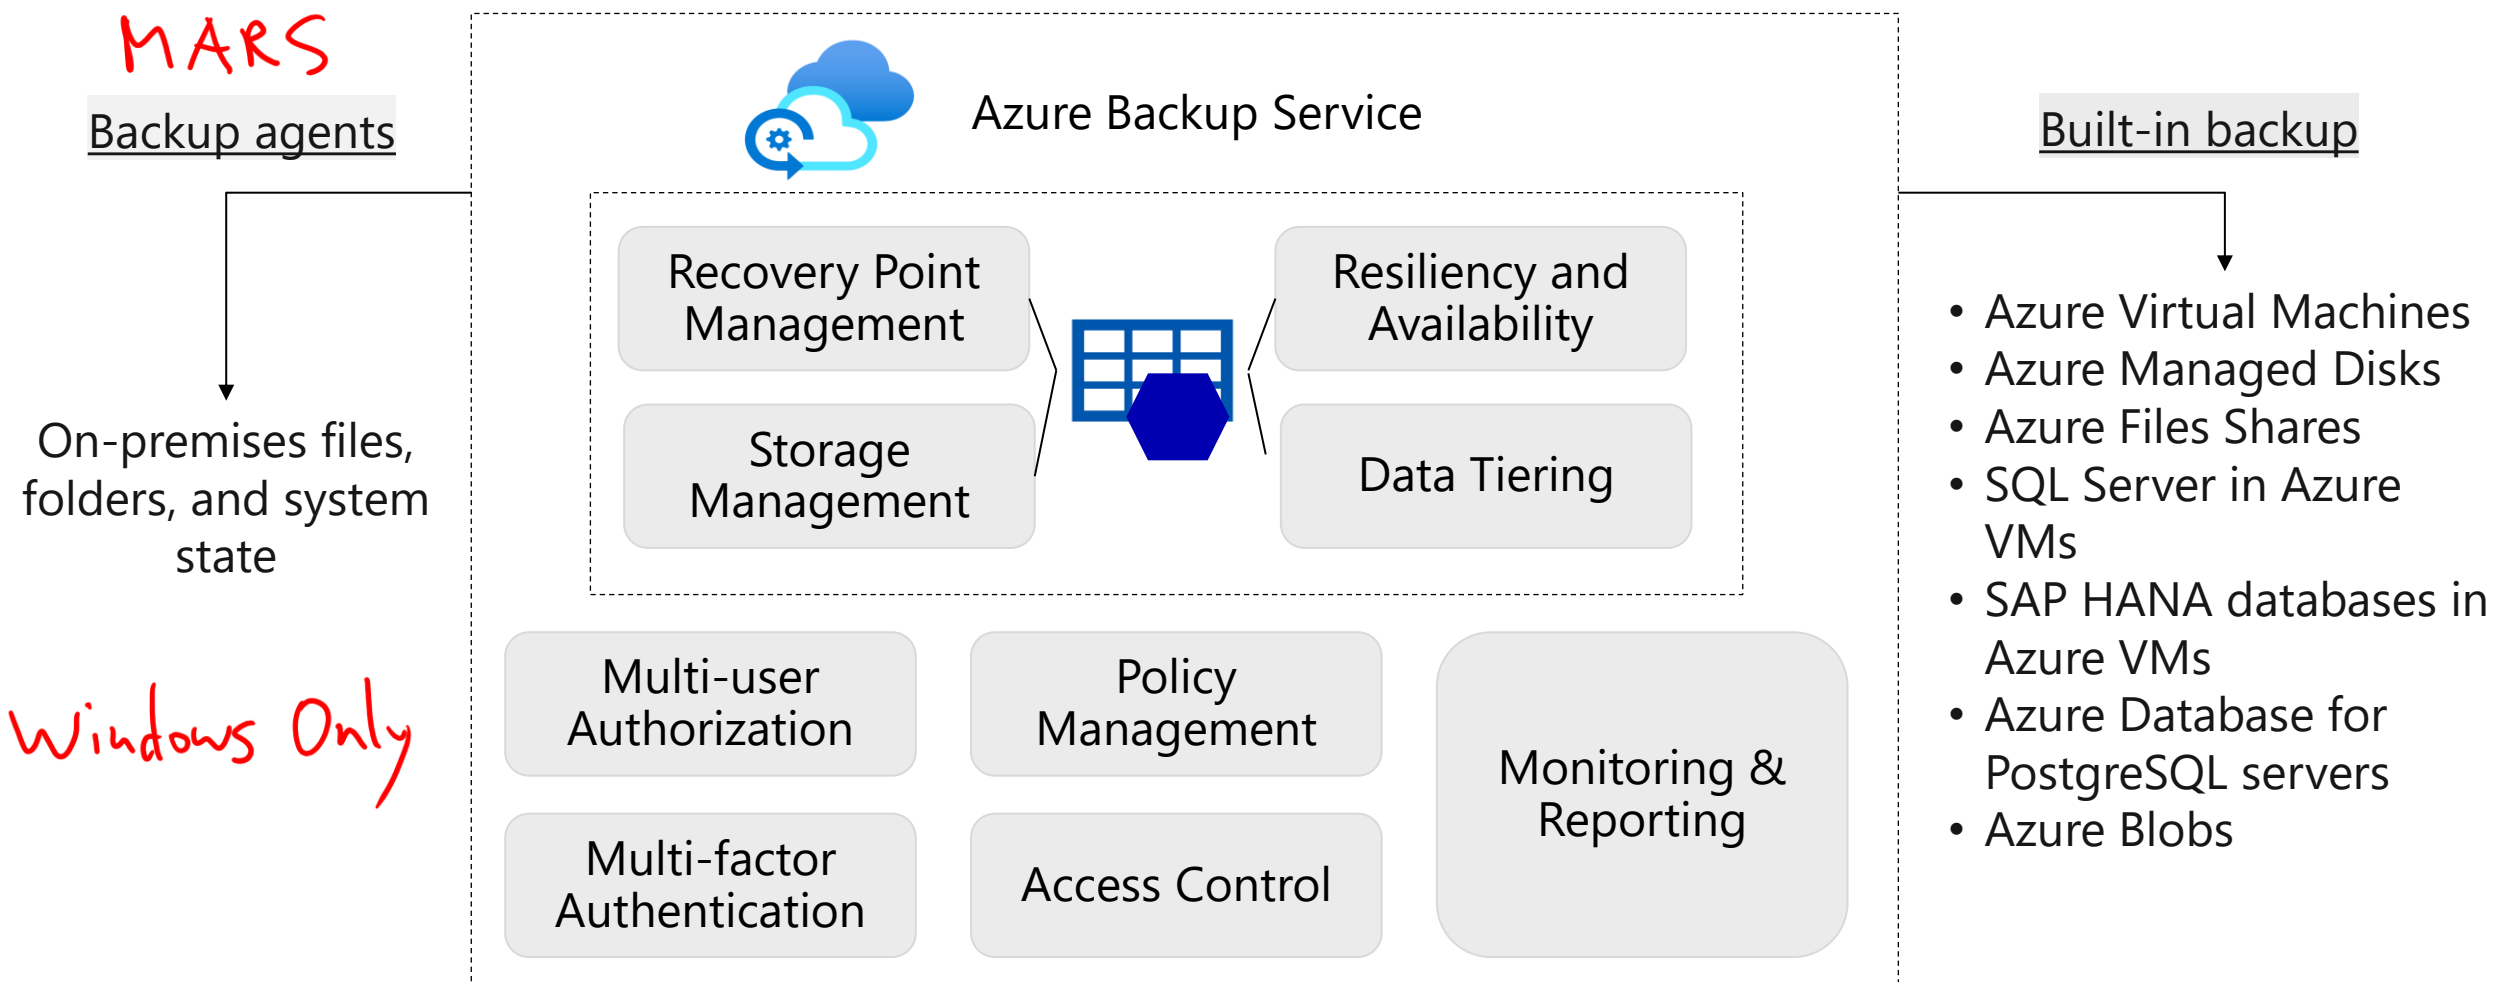 MARS
Backup agents
On-premises files,
folders, and system
state
Windows Only
Azure Backup Service
Recovery Point
Management
Resiliency and
Availability
Storage
Management
Data Tiering
Multi-user
Authorization
Policy
Management
Monitoring &
Reporting
Multi-factor
Authentication
Access Control
Built-in backup
• Azure Virtual Machines
• Azure Managed Disks
• Azure Files Shares
• SQL Server in Azure
VMs
• SAP HANA databases in
Azure VMs
• Azure Database for
PostgreSQL servers
• Azure Blobs